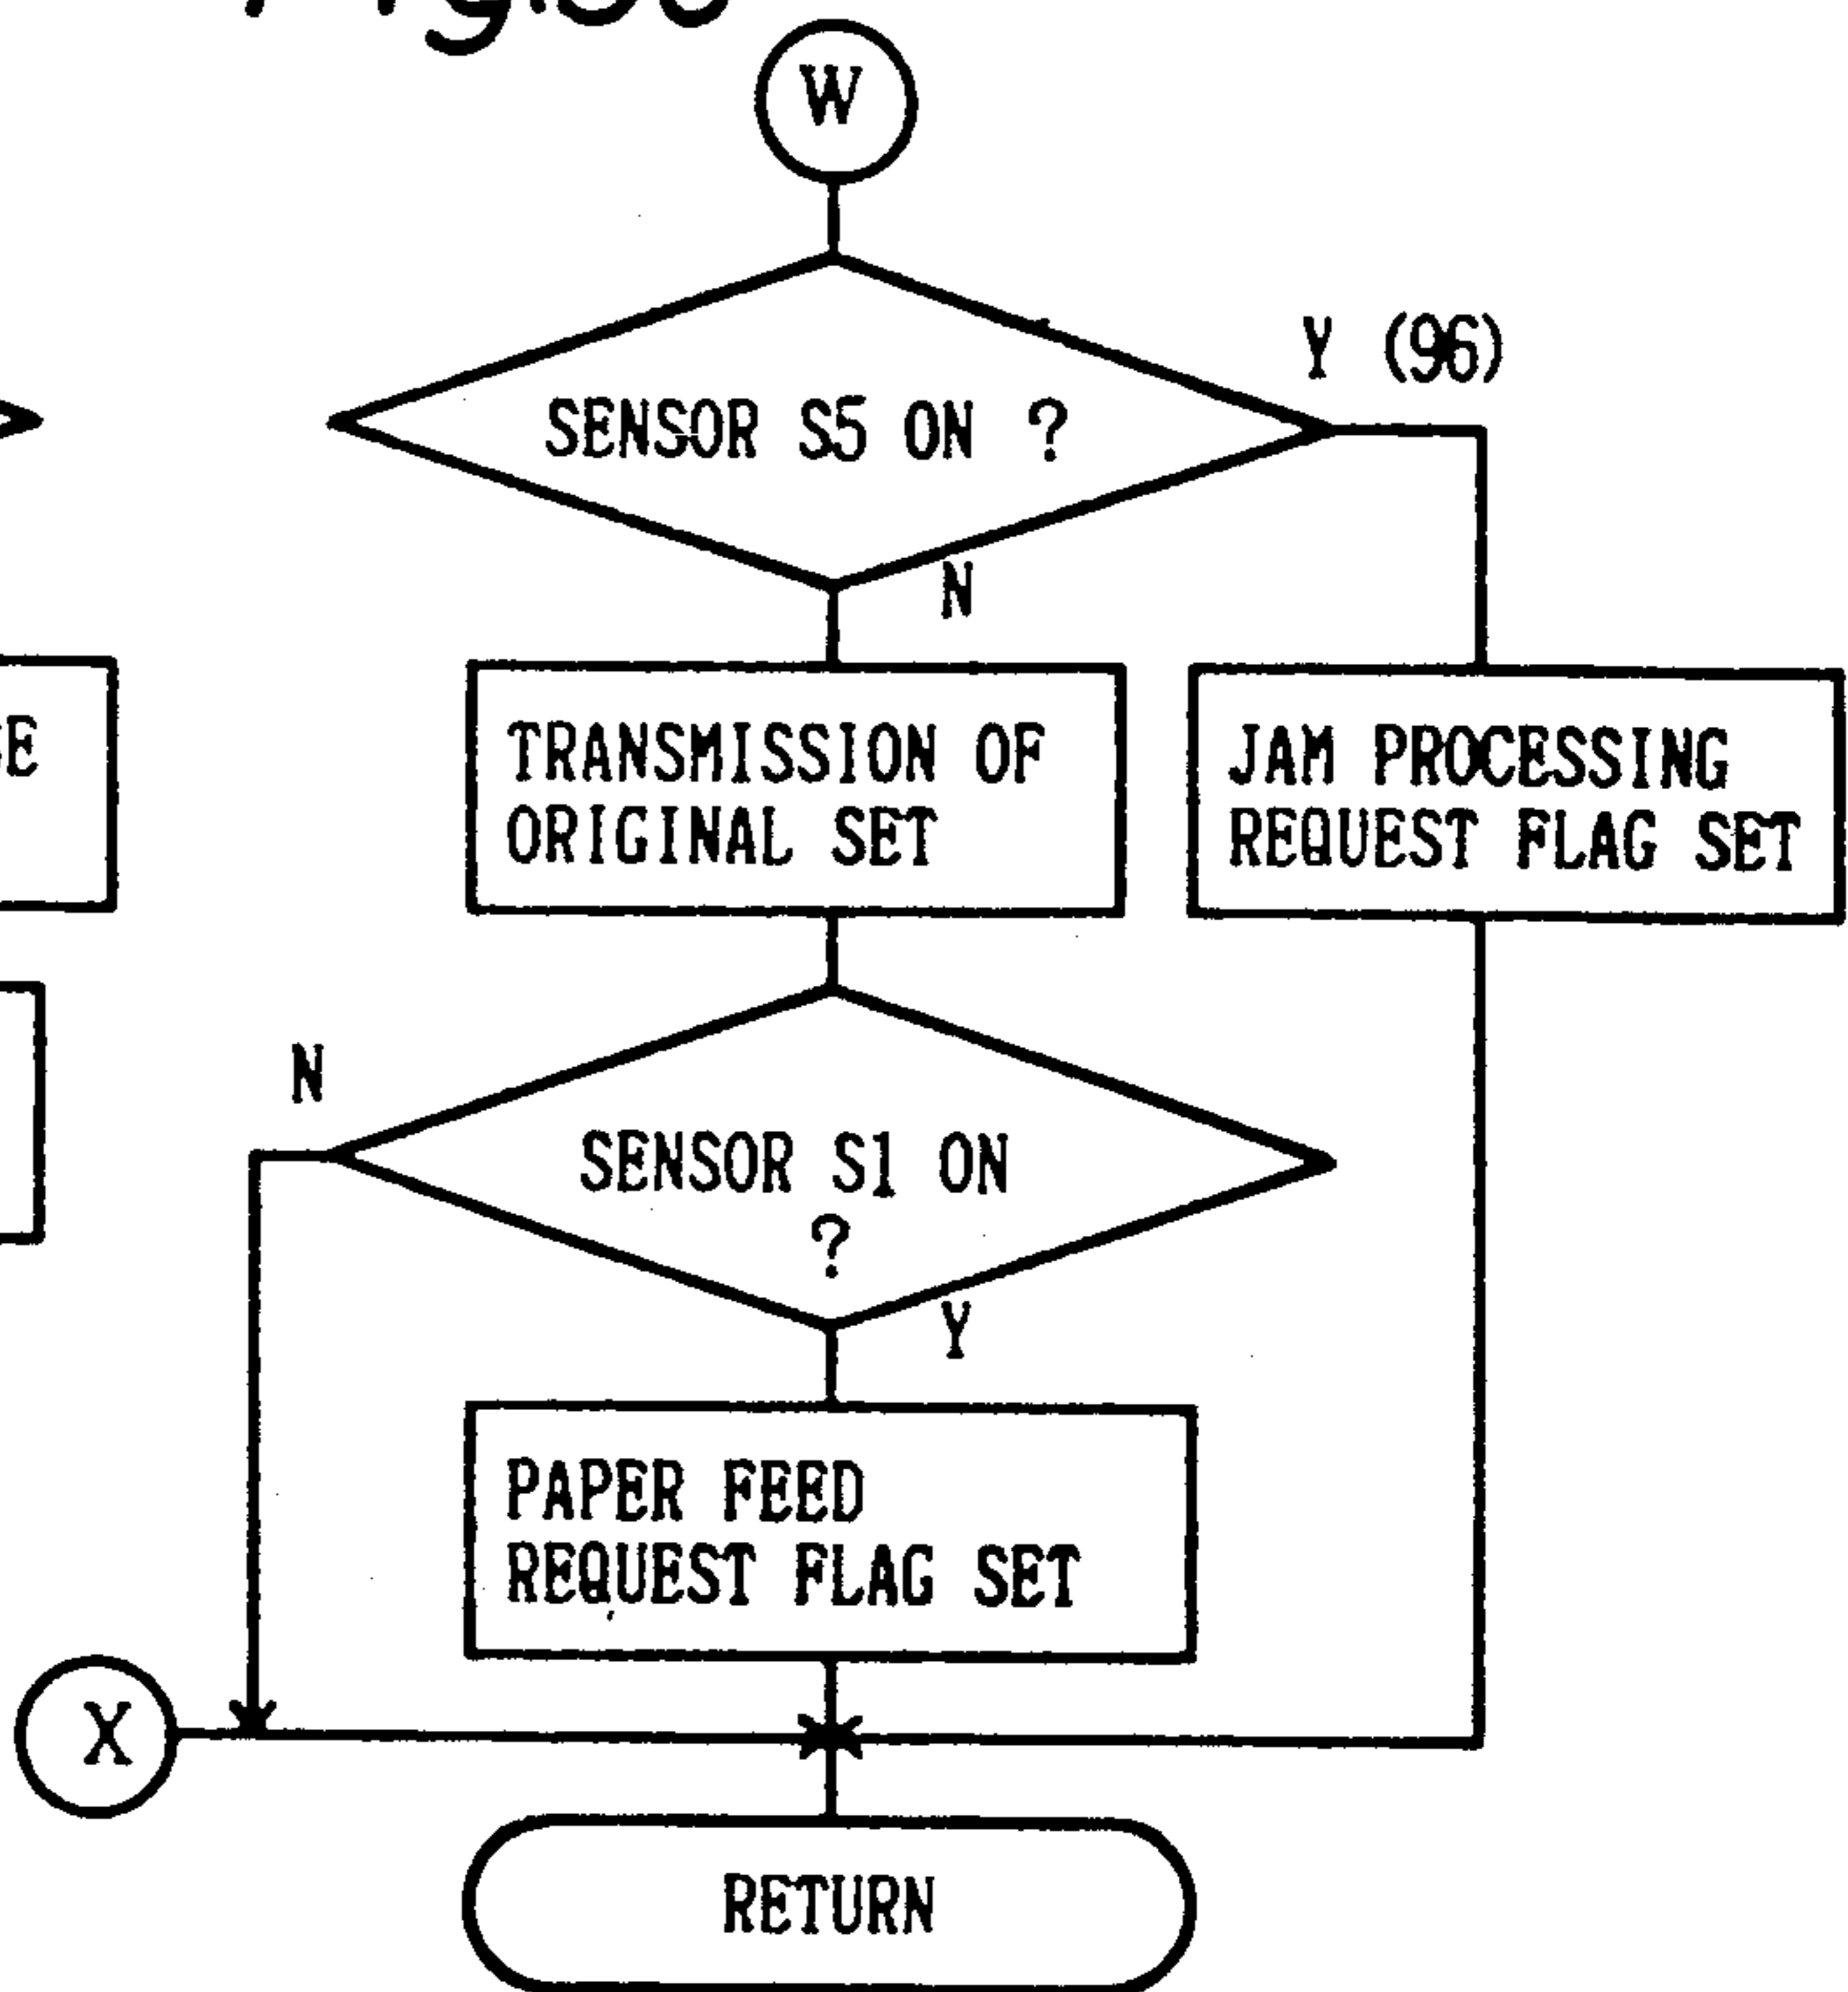 W
SENSOR S5 ON ?
Y (96)
N
TRANSMISSION OF
ORIGINAL SET
JAM PROCESSING
REQUEST FLAG SET
N
SENSOR S1 ON
?
Y
PAPER FEED
REQUEST FLAG SET
X
RETURN